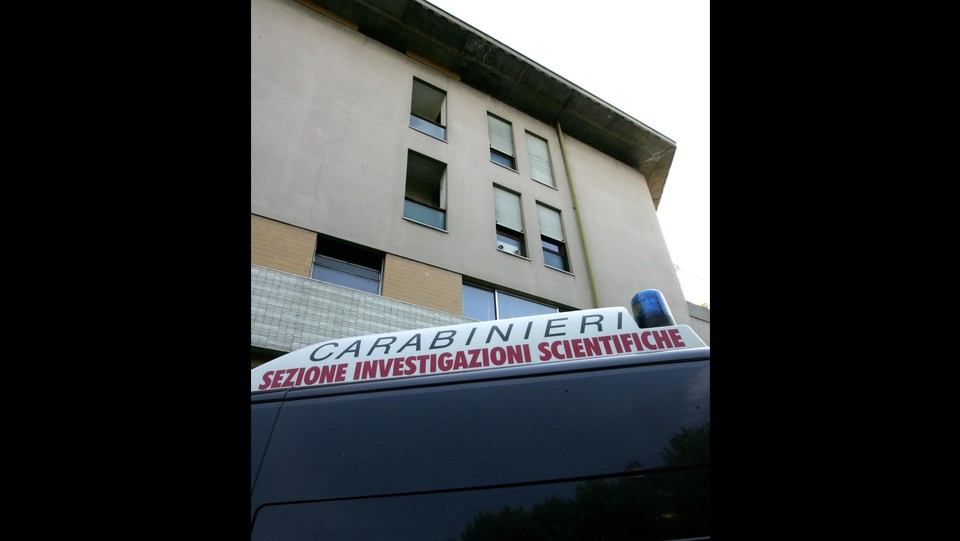 CARABINIERI
SEZIONE INVESTIGAZIONI SCIENTIFICHE